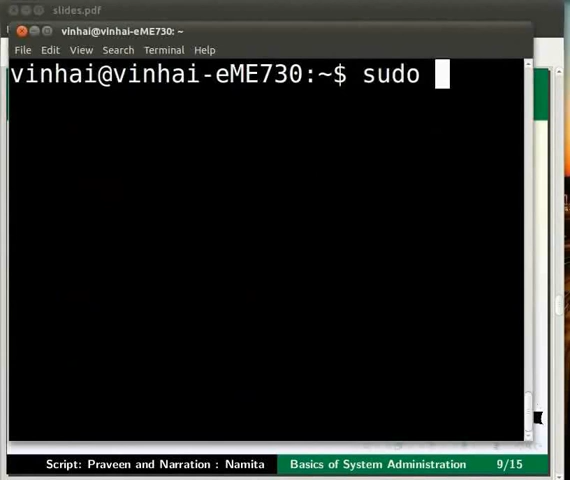 slides.pdf
vinhai@vinhai-eME730: ~
File Edit View Search Terminal Help
vinhai@vinhai-eME730:~$ sudo
Script: Praveen and Narration : Namita Basics of System Administration 9/15